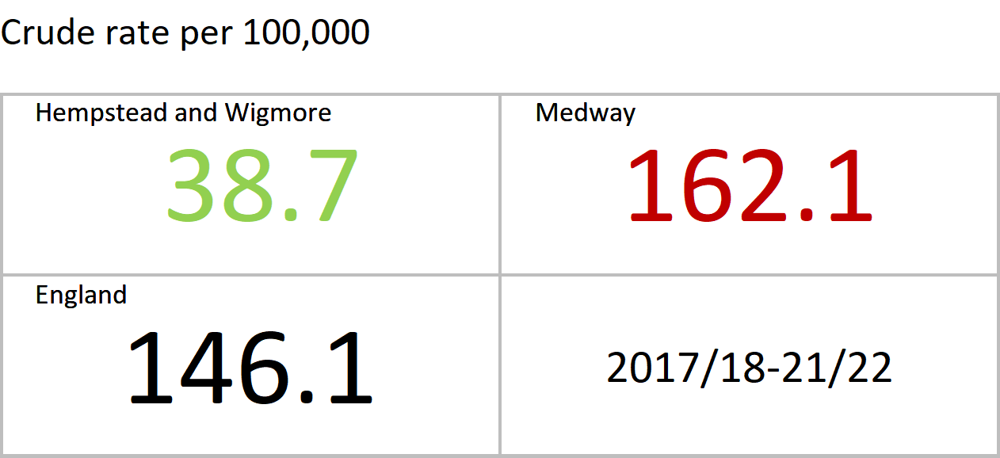 Crude rate per 100,000
Hempstead and Wigmore
38.7
Medway
162.1
England
146.1
2017/18-21/22